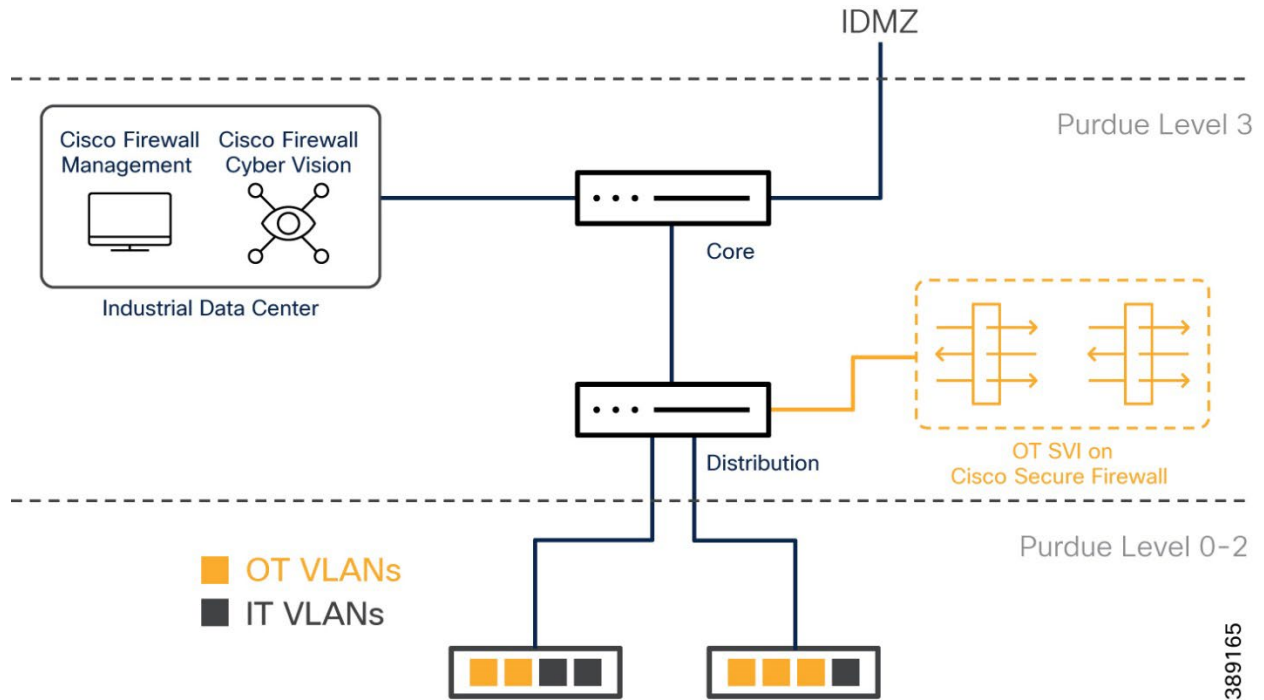 IDMZ
Purdue Level 3
Cisco Firewall
Management
Cisco Firewall
Cyber Vision
Industrial Data Center
Core
Distribution
OT SVI on
Cisco Secure Firewall
Purdue Level 0-2
OT VLANs
IT VLANs
389165